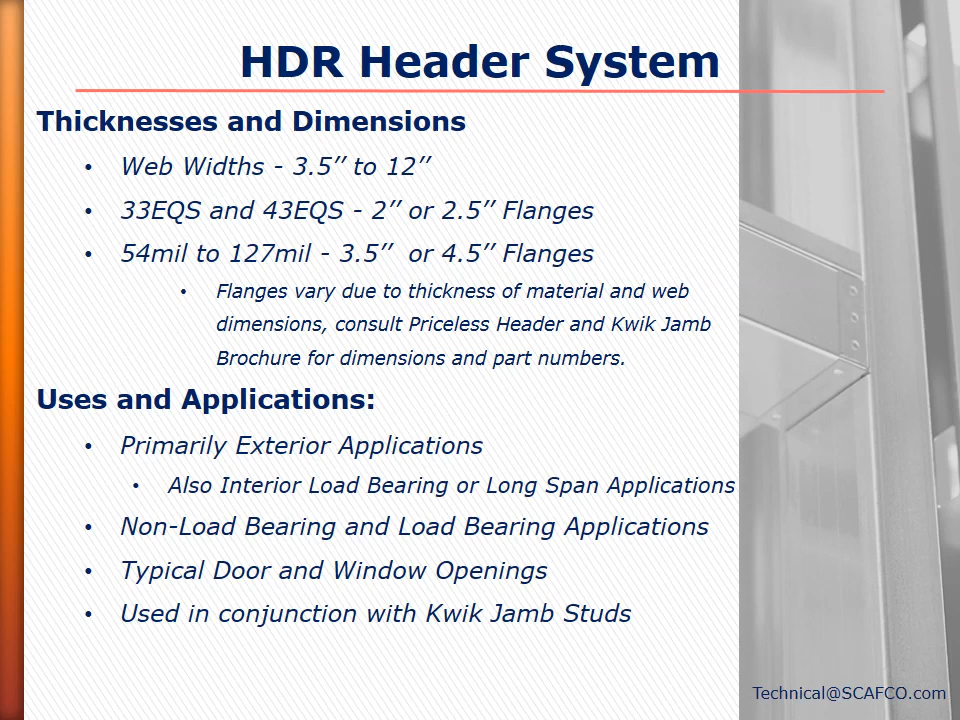 HDR Header System
Thicknesses and Dimensions
• Web Widths - 3.5’’ to 12’’
• 33EQS and 43EQS - 2’’ or 2.5’’ Flanges
• 54mil to 127mil - 3.5’’  or 4.5’’ Flanges
• Flanges vary due to thickness of material and web
dimensions, consult Priceless Header and Kwik Jamb
Brochure for dimensions and part numbers.
Uses and Applications:
• Primarily Exterior Applications
• Also Interior Load Bearing or Long Span Applications
• Non-Load Bearing and Load Bearing Applications
• Typical Door and Window Openings
• Used in conjunction with Kwik Jamb Studs
Technical@SCAFCO.com